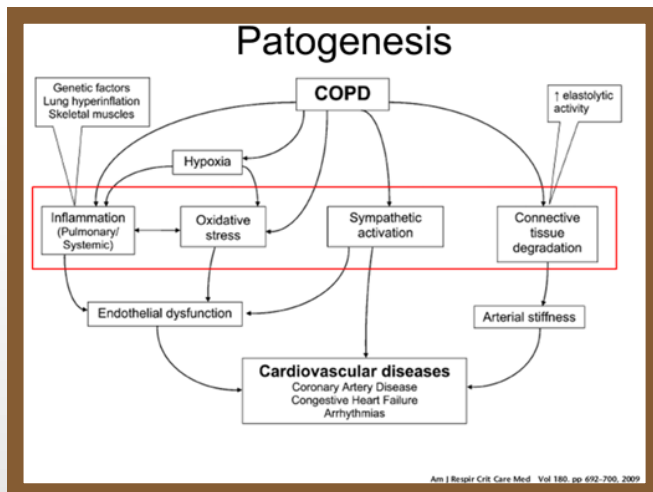 Patogenesis
Genetic factors
Lung hyperinflation
Skeletal muscles
COPD
↑ elastolytic
activity
Hypoxia
Inflammation
(Pulmonary/
Systemic)
Oxidative
stress
Sympathetic
activation
Connective
tissue
degradation
Endothelial dysfunction
Arterial stiffness
Cardiovascular diseases
Coronary Artery Disease
Congestive Heart Failure
Arrhythmias
Am J Respir Crit Care Med Vol 180. pp 692–700, 2009